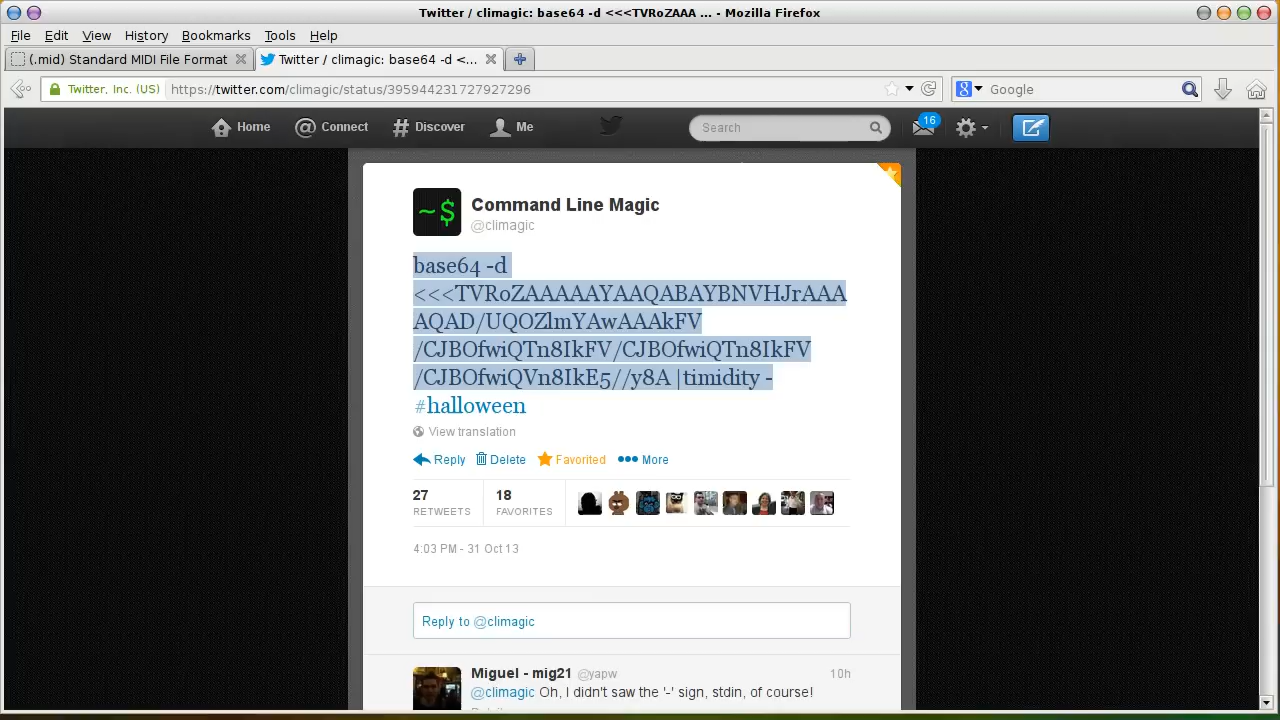 Twitter / climagic: base64 -d <<<TVRoZAAA ... - Mozilla Firefox
File Edit View History Bookmarks Tools Help
(.mid) Standard MIDI File Format
Twitter / climagic: base64 -d <...
Twitter, Inc. (US) https://twitter.com/climagic/status/395944231727927296
Google
Home Connect Discover Me
Search
16
~$
Command Line Magic
@climagic
base64 -d
<<<TVRoZAAAAAYAAQABAYBNVHJrAAA
AQAD/UQOZlmYAwAAAkFV
/CJBOfwiQTn8IkFV/CJBOfwiQTn8IkFV
/CJBOfwiQVn8IkE5//y8A |timidity -
#halloween
View translation
Reply Delete Favorited More
27 18
RETWEETS FAVORITES
4:03 PM - 31 Oct 13
Reply to @climagic
Miguel - mig21 @yapw 10h
@climagic Oh, I didn't saw the '-' sign, stdin, of course!